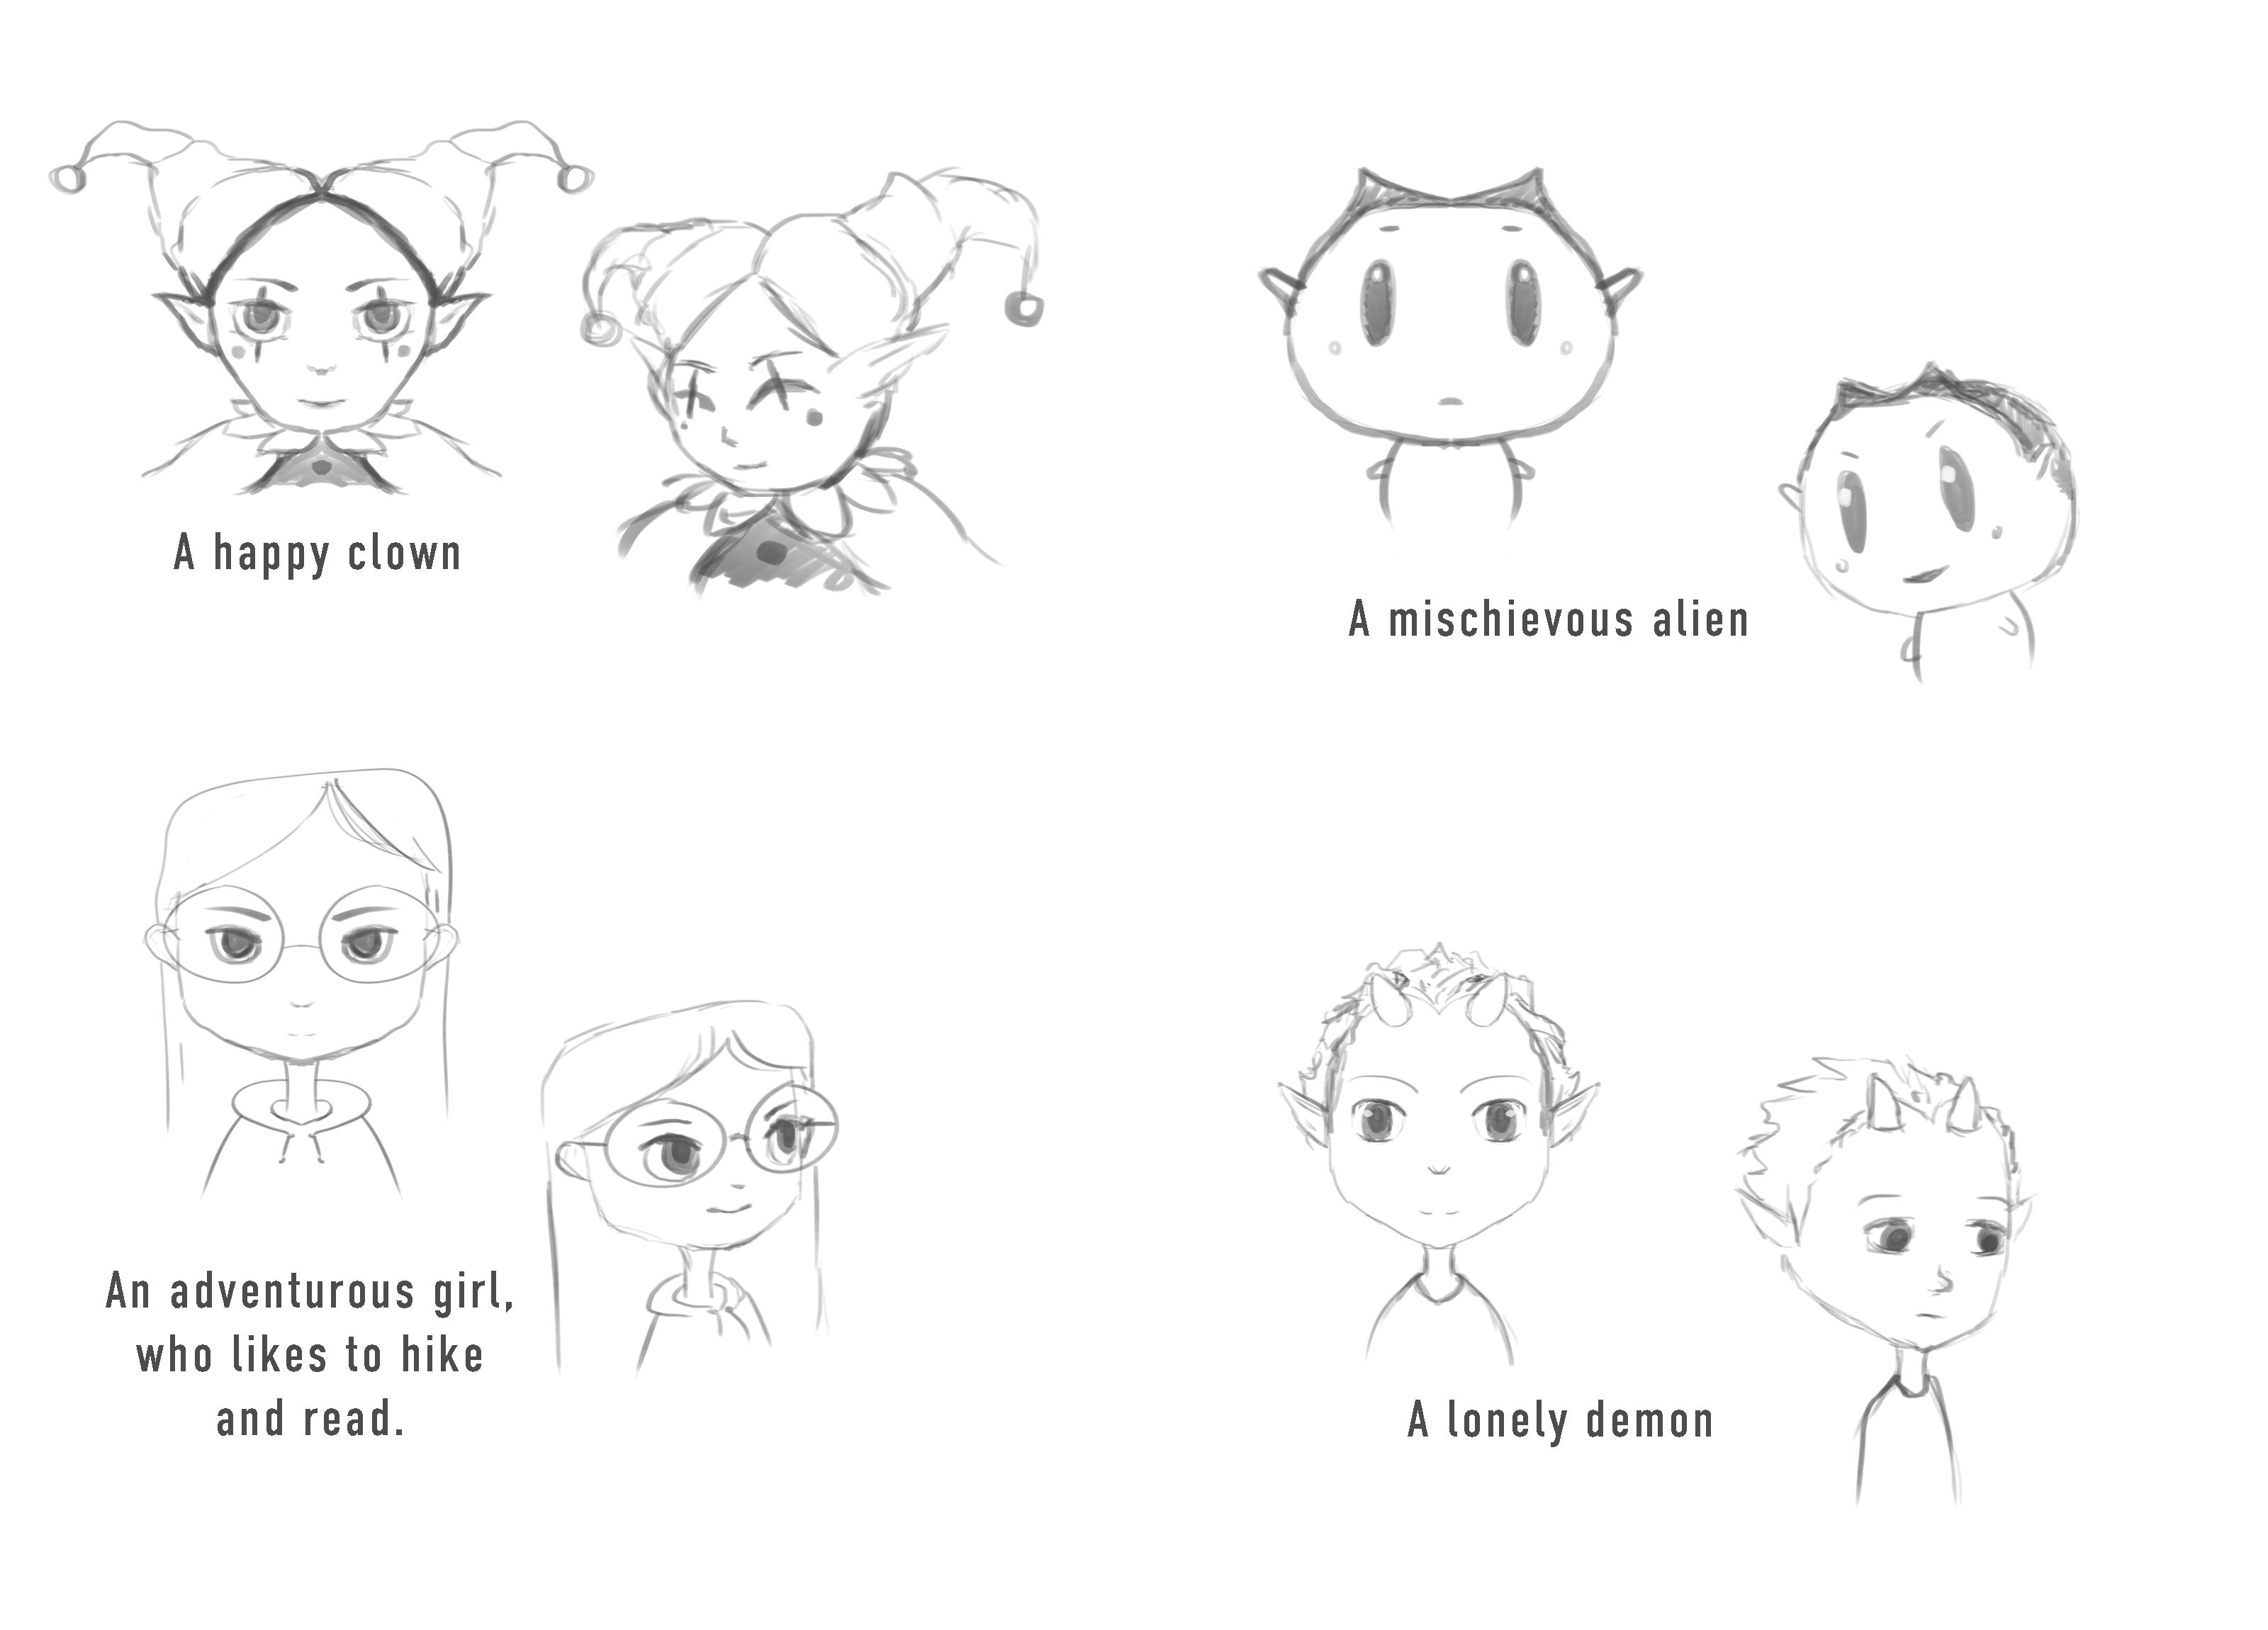 A happy clown
A mischievous alien
An adventurous girl,
who likes to hike
and read.
A lonely demon